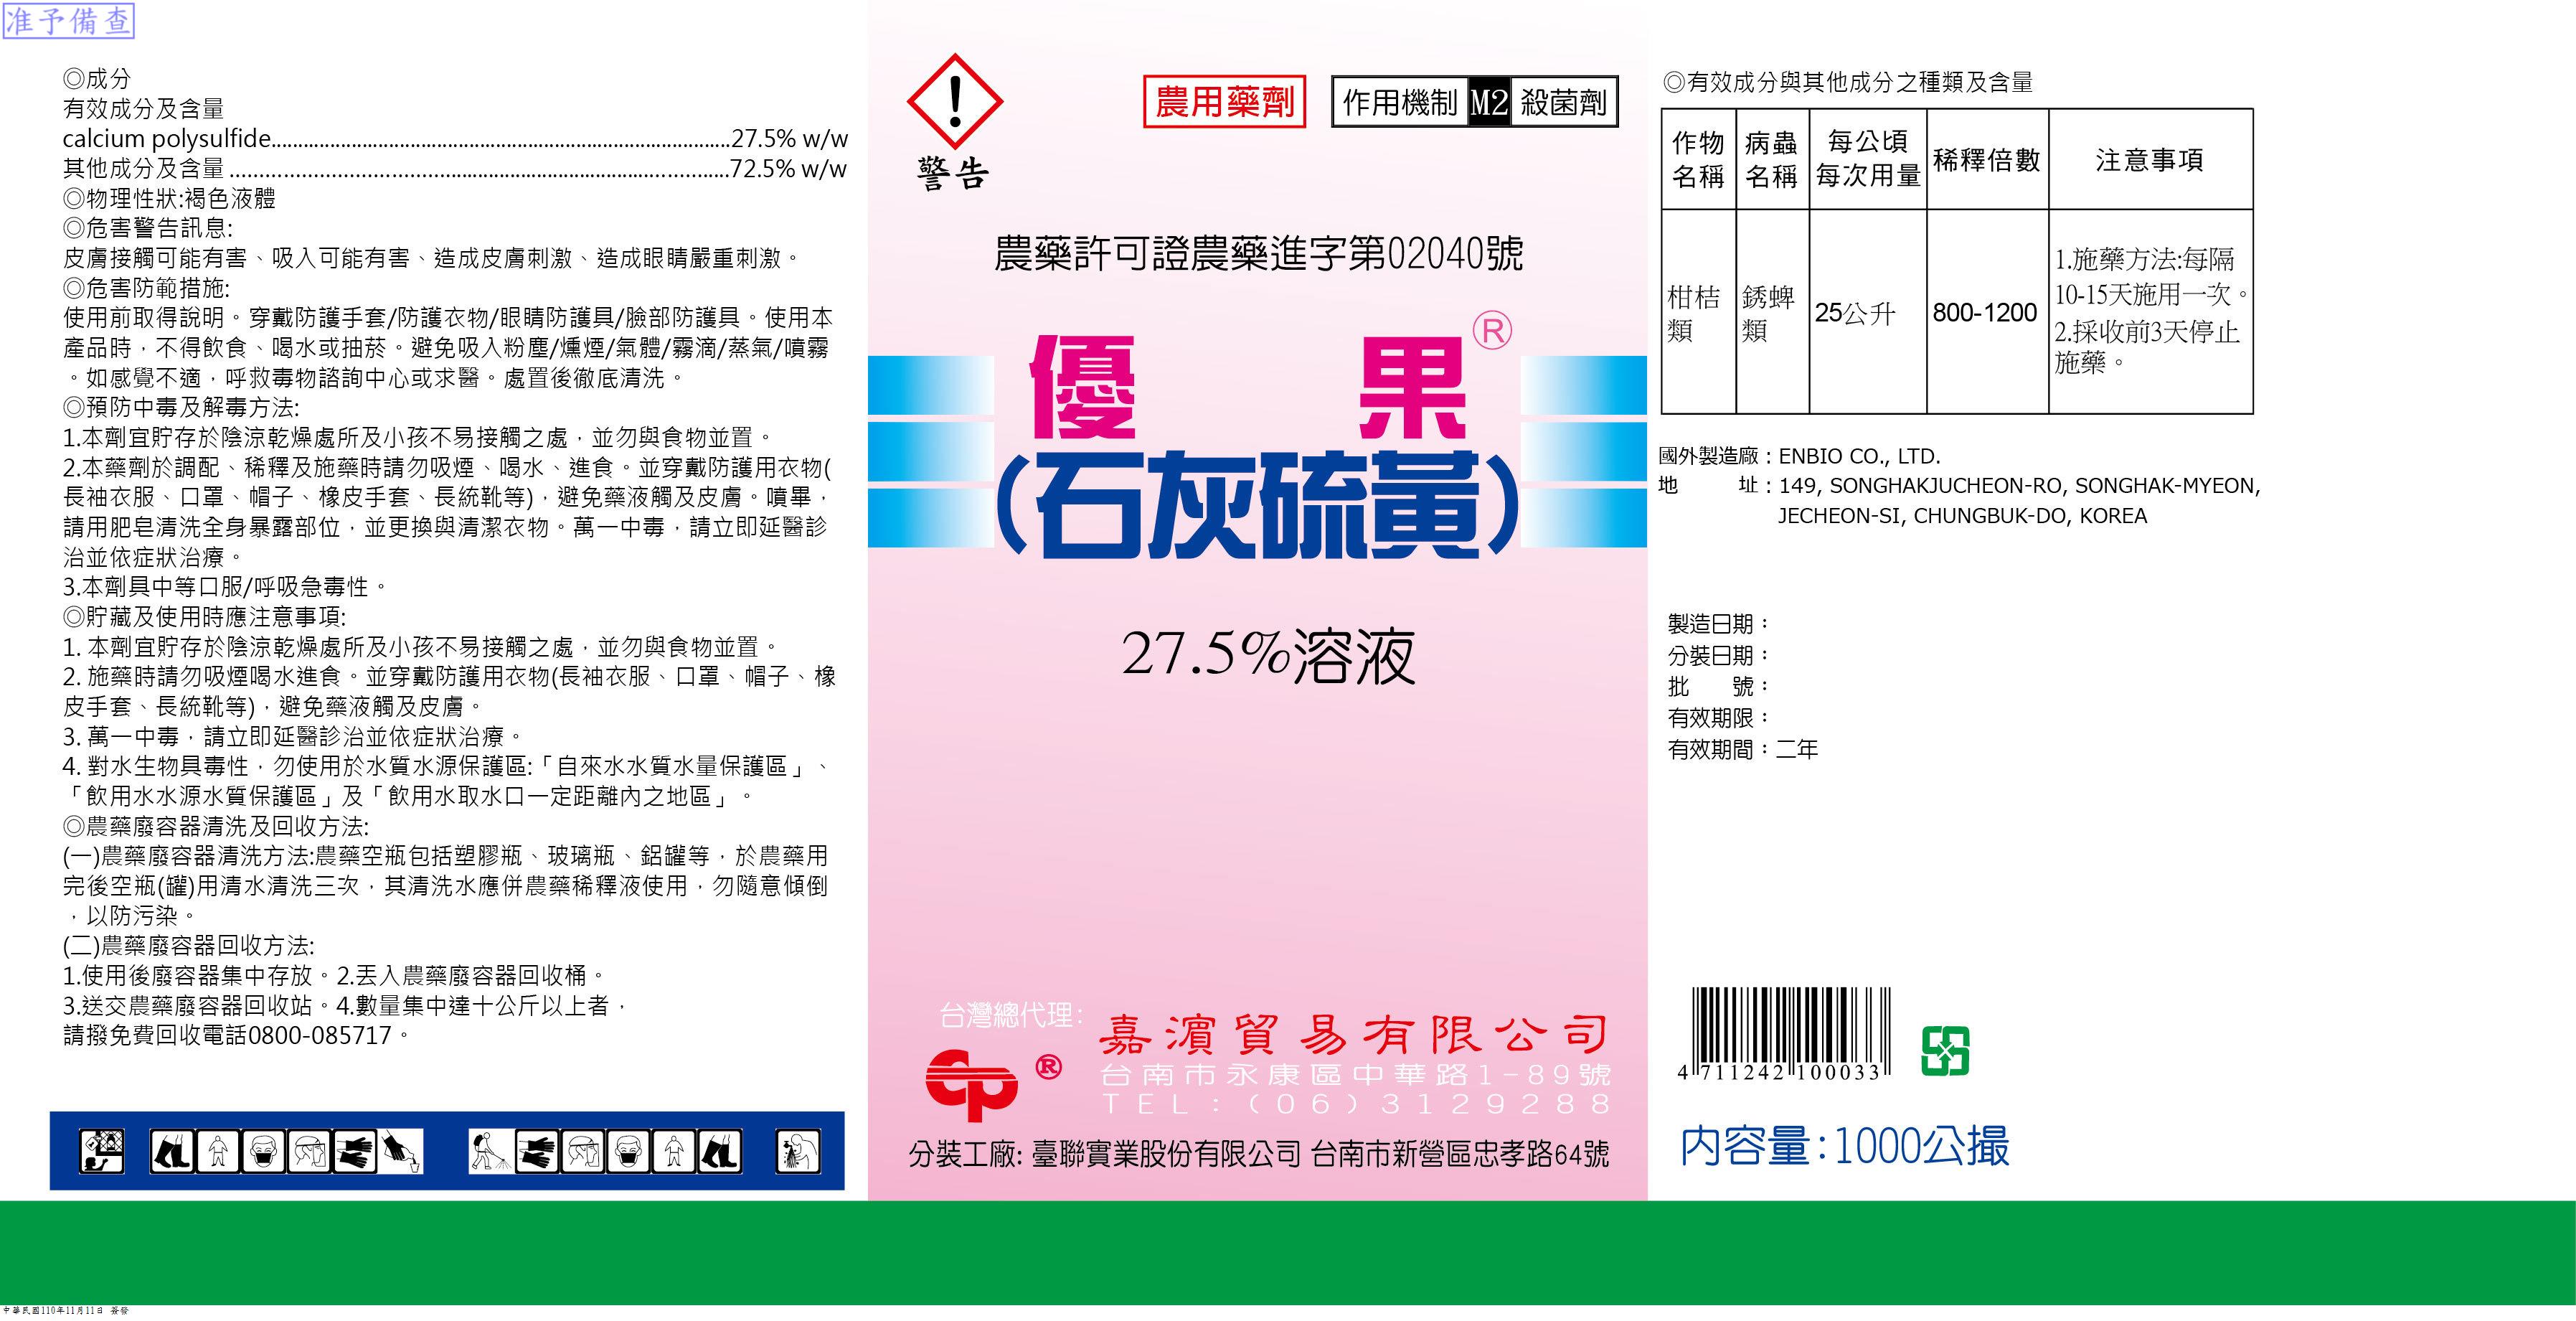 准予備查
◎成分
有效成分及含量
calcium polysulfide......................................................................................27.5% w/w
其他成分及含量 ............................................................................................72.5% w/w
◎物理性狀:褐色液體
◎危害警告訊息:
皮膚接觸可能有害、吸入可能有害、造成皮膚刺激、造成眼睛嚴重刺激。
◎危害防範措施:
使用前取得說明。穿戴防護手套/防護衣物/眼睛防護具/臉部防護具。使用本
產品時，不得飲食、喝水或抽菸。避免吸入粉塵/燻煙/氣體/霧滴/蒸氣/噴霧
。如感覺不適，呼救毒物諮詢中心或求醫。處置後徹底清洗。
◎預防中毒及解毒方法:
1.本劑宜貯存於陰涼乾燥處所及小孩不易接觸之處，並勿與食物並置。
2.本藥劑於調配、稀釋及施藥時請勿吸煙、喝水、進食。並穿戴防護用衣物(
長袖衣服、口罩、帽子、橡皮手套、長統靴等)，避免藥液觸及皮膚。噴畢，
請用肥皂清洗全身暴露部位，並更換與清潔衣物。萬一中毒，請立即延醫診
治並依症狀治療。
3.本劑具中等口服/呼吸急毒性。
◎貯藏及使用時應注意事項:
1. 本劑宜貯存於陰涼乾燥處所及小孩不易接觸之處，並勿與食物並置。
2. 施藥時請勿吸煙喝水進食。並穿戴防護用衣物(長袖衣服、口罩、帽子、橡
皮手套、長統靴等)，避免藥液觸及皮膚。
3. 萬一中毒，請立即延醫診治並依症狀治療。
4. 對水生物具毒性，勿使用於水質水源保護區:「自來水水質水量保護區」、
「飲用水水源水質保護區」及「飲用水取水口一定距離內之地區」。
◎農藥廢容器清洗及回收方法:
(一)農藥廢容器清洗方法:農藥空瓶包括塑膠瓶、玻璃瓶、鋁罐等，於農藥用
完後空瓶(罐)用清水清洗三次，其清洗水應併農藥稀釋液使用，勿隨意傾倒
，以防污染。
(二)農藥廢容器回收方法:
1.使用後廢容器集中存放。2.丟入農藥廢容器回收桶。
3.送交農藥廢容器回收站。4.數量集中達十公斤以上者，
請撥免費回收電話0800-085717。
警告
農用藥劑
作用機制 M2 殺菌劑
農藥許可證農藥進字第02040號
優果®
(石灰硫黃)
27.5%溶液
台灣總代理:
嘉濱貿易有限公司
CP ®
台南市永康區中華路1-89號
TEL:(06)3129288
分裝工廠: 臺聯實業股份有限公司 台南市新營區忠孝路64號
◎有效成分與其他成分之種類及含量
作物名稱 病蟲名稱 每公頃每次用量 稀釋倍數 注意事項
柑桔類 銹蜱類 25公升 800-1200 1.施藥方法:每隔
10-15天施用一次。
2.採收前3天停止
施藥。
國外製造廠：ENBIO CO., LTD.
地　　址：149, SONGHAKJUCHEON-RO, SONGHAK-MYEON,
JECHEON-SI, CHUNGBUK-DO, KOREA
製造日期：
分裝日期：
批　號：
有效期限：
有效期間：二年
4 711242 100033
內容量：1000公撮
中華民國110年11月11日 簽發